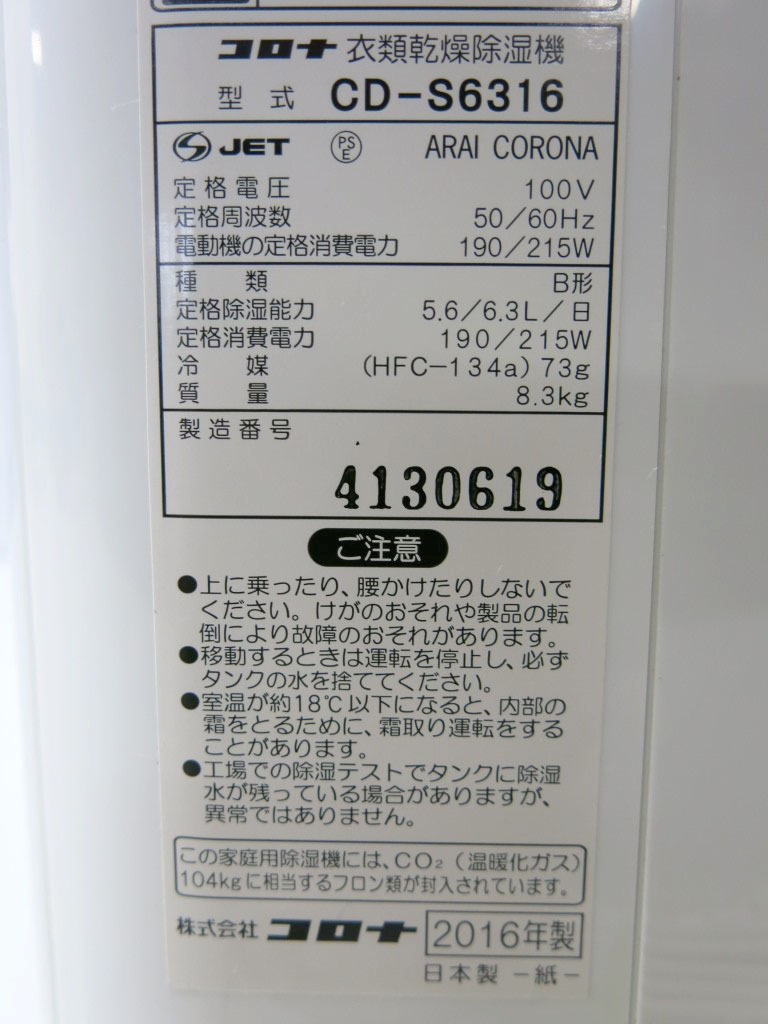 コロナ 衣類乾燥除湿機
型式 CD-S6316
JET PSE ARAI CORONA
定格電圧 100V
定格周波数 50/60Hz
電動機の定格消費電力 190/215W
種類 B形
定格除湿能力 5.6/6.3L/日
定格消費電力 190/215W
冷媒 (HFC-134a) 73g
質量 8.3kg
製造番号
4130619
ご注意
●上に乗ったり、腰かけたりしないで
ください。けがのおそれや製品の転
倒により故障のおそれがあります。
●移動するときは運転を停止し、必ず
タンクの水を捨ててください。
●室温が約18℃以下になると、内部の
霜をとるために、霜取り運転をする
ことがあります。
●工場での除湿テストでタンクに除湿
水が残っている場合がありますが、
異常ではありません。
この家庭用除湿機には、CO₂(温暖化ガス)
104kgに相当するフロン類が封入されています。
株式会社 コロナ 2016年製
日本製 -紙-